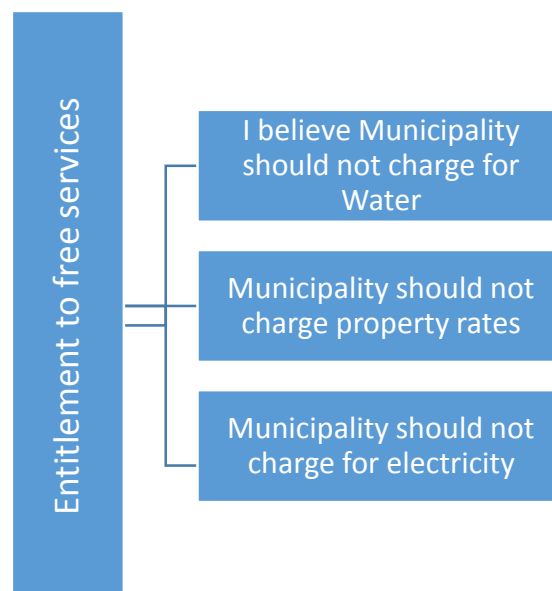 Entitlement to free services
I believe Municipality
should not charge for
Water
Municipality should not
charge property rates
Municipality should not
charge for electricity